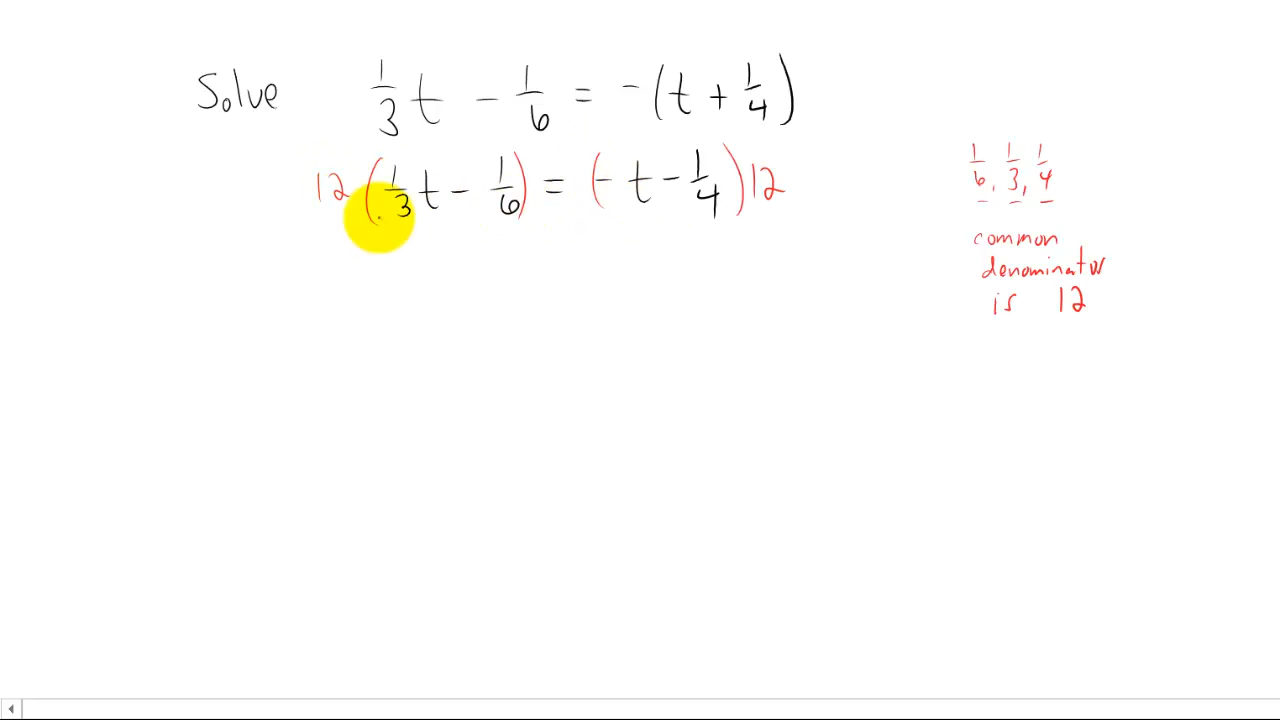 Solve 1/3 t - 1/6 = -(t + 1/4)
12(1/3 t - 1/6) = (- t - 1/4)12
1/6, 1/3, 1/4
common
denominator
is 12